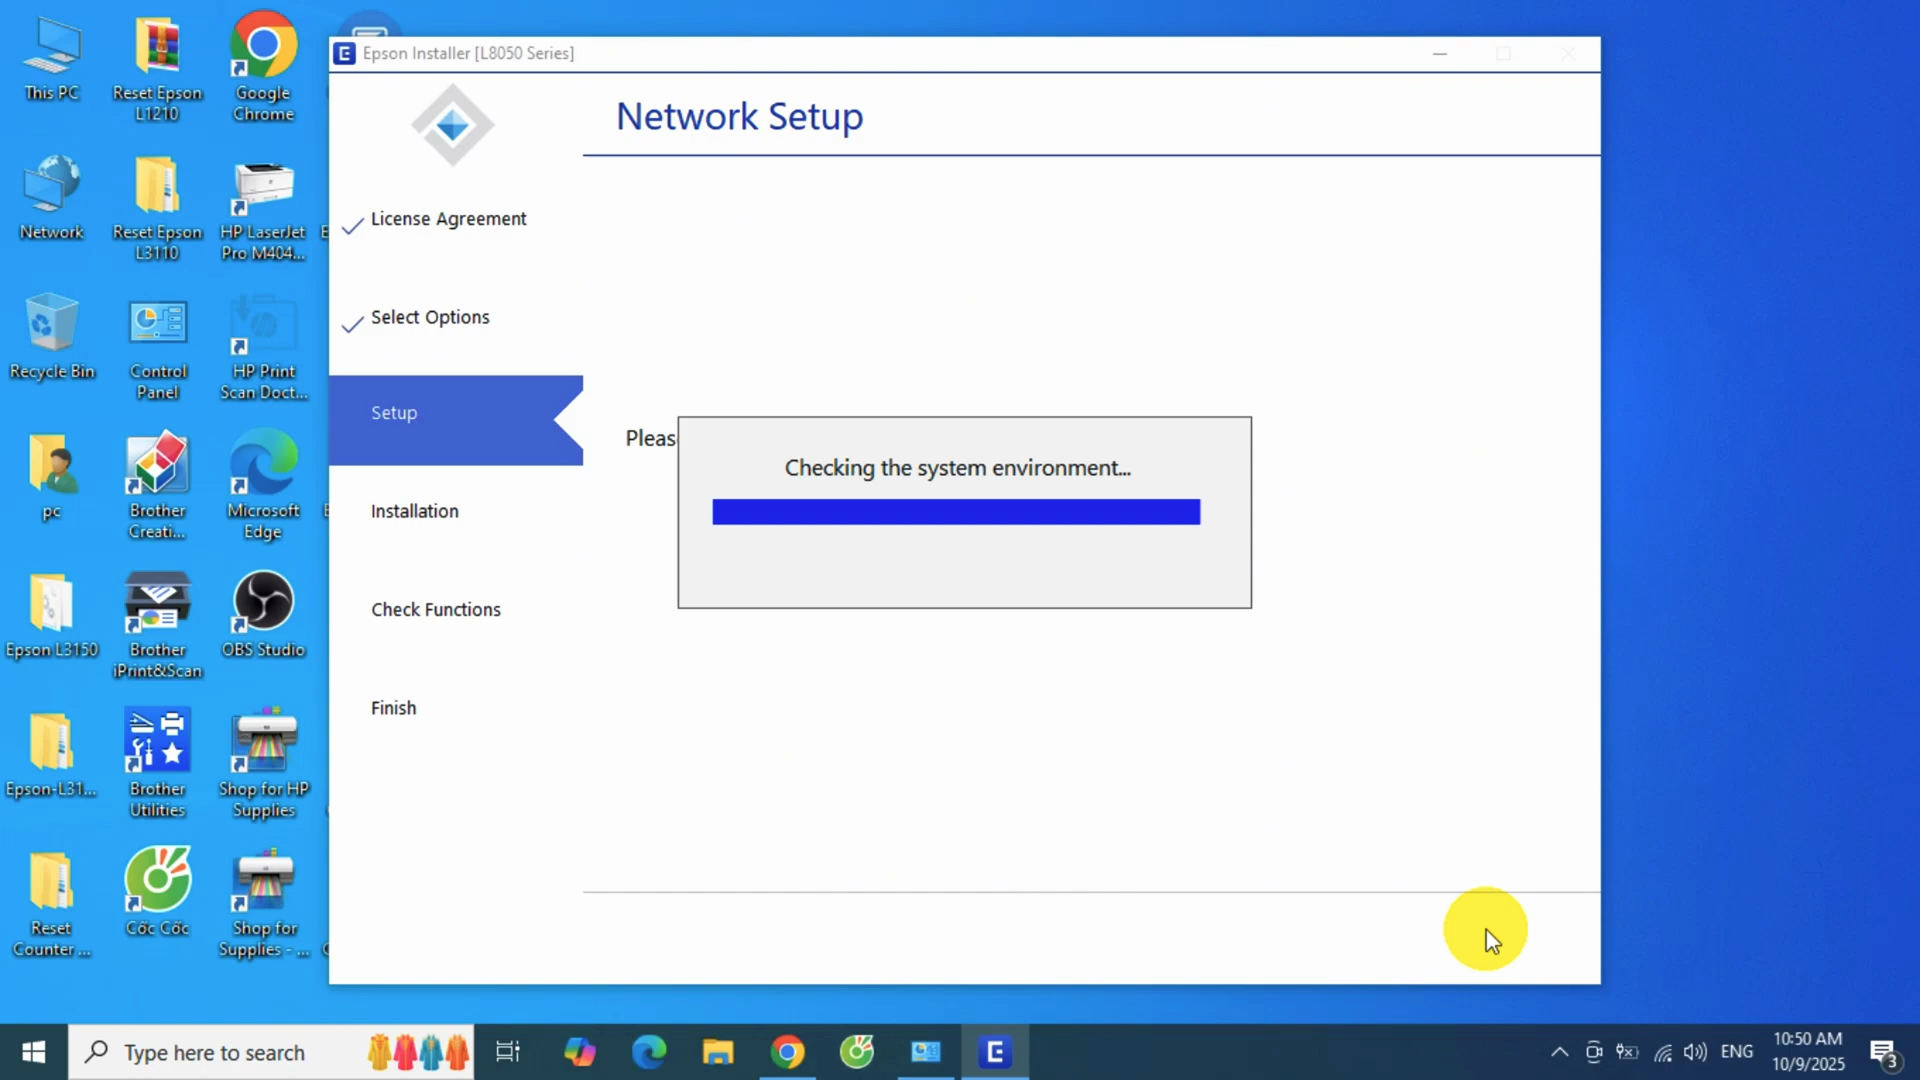 This PC
Reset Epson
L1210
Google
Chrome
Network
Reset Epson
L3110
HP LaserJet
Pro M404...
Recycle Bin
Control
Panel
HP Print
Scan Doct...
pc
Brother
Creati...
Microsoft
Edge
Epson L3150
Brother
iPrint&Scan
OBS Studio
Epson-L31...
Brother
Utilities
Shop for HP
Supplies
Reset
Counter ...
Cốc Cốc
Shop for
Supplies - ...
Epson Installer [L8050 Series]
Network Setup
License Agreement
Select Options
Setup
Installation
Check Functions
Finish
Pleas
Checking the system environment...
Type here to search
ENG
10:50 AM
10/9/2025
3